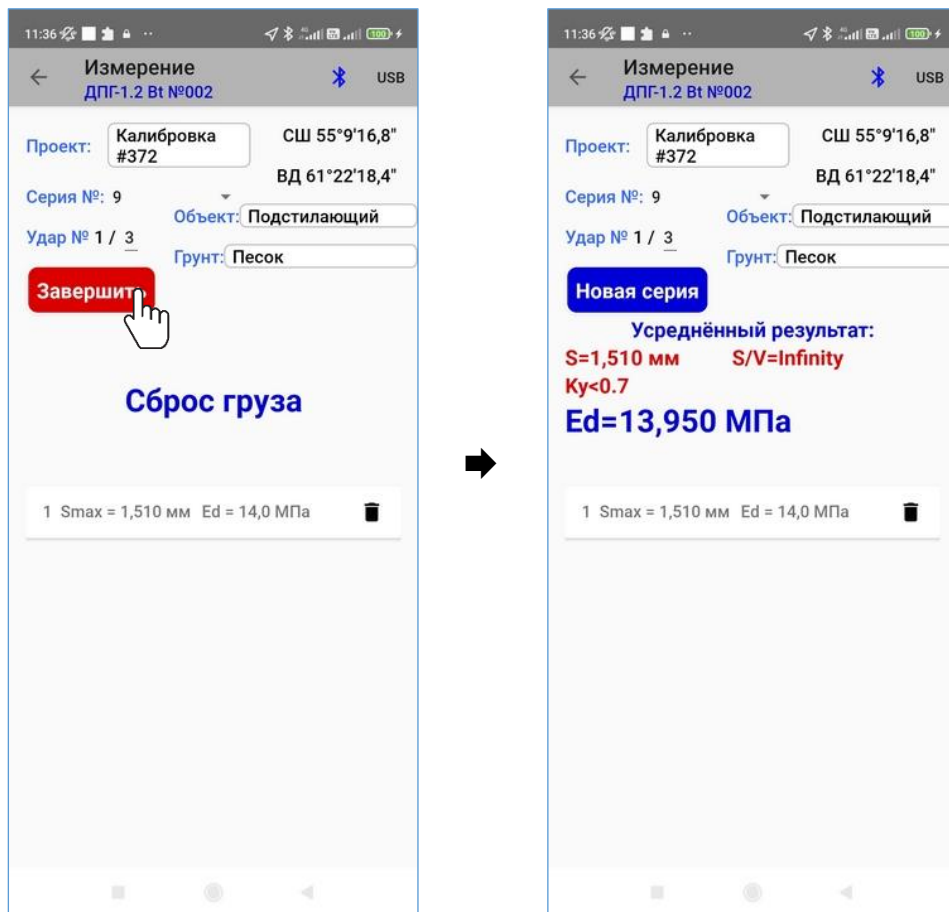 11:36
100
Измерение
ДПГ-1.2 Bt №002
USB
Проект:
Калибровка
#372
СШ 55°9'16,8"
ВД 61°22'18,4"
Серия №: 9
Объект: Подстилающий
Удар № 1 / 3
Грунт: Песок
Завершить
Сброс груза
1 Smax = 1,510 мм Ed = 14,0 МПа
11:36
100
Измерение
ДПГ-1.2 Bt №002
USB
Проект:
Калибровка
#372
СШ 55°9'16,8"
ВД 61°22'18,4"
Серия №: 9
Объект: Подстилающий
Удар № 1 / 3
Грунт: Песок
Новая серия
Усреднённый результат:
S=1,510 мм S/V=Infinity
Ky<0.7
Ed=13,950 МПа
1 Smax = 1,510 мм Ed = 14,0 МПа